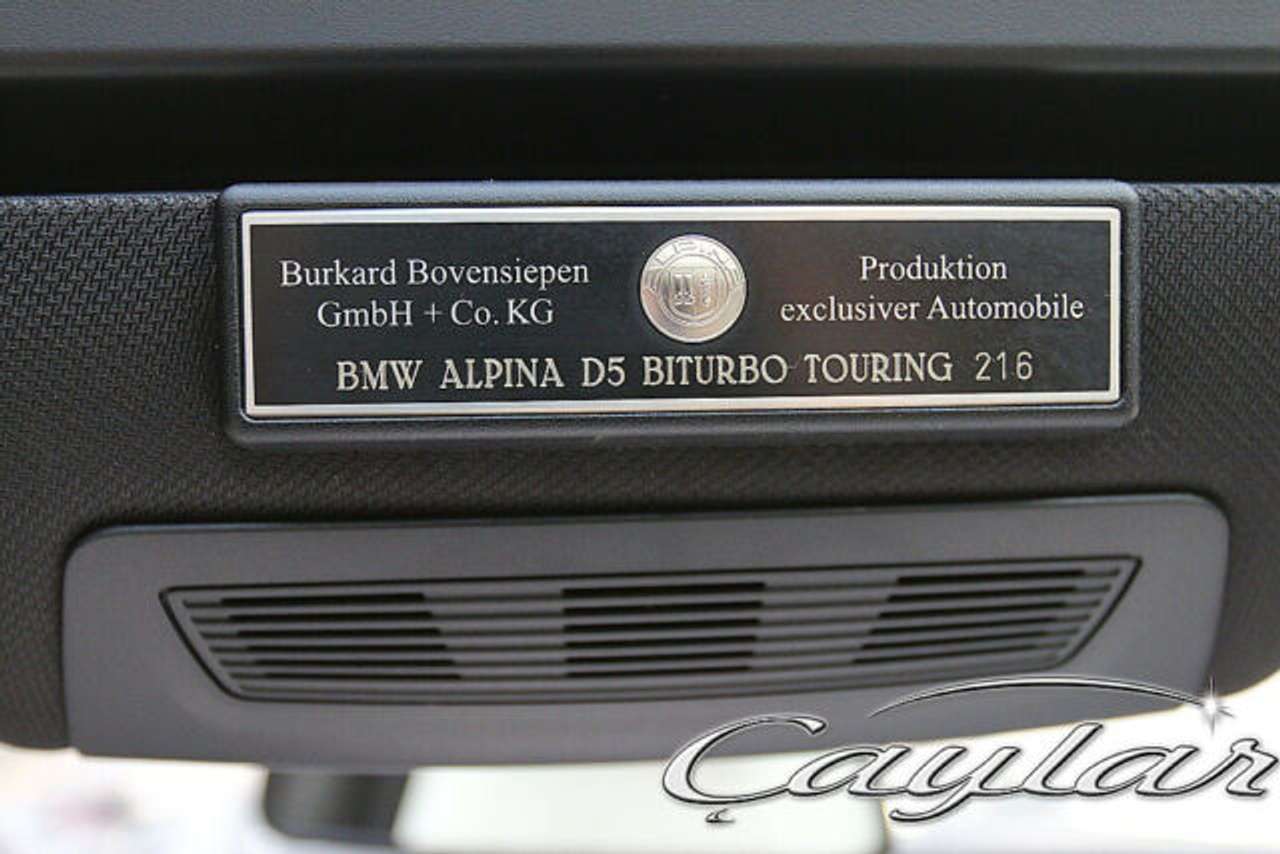 Burkard Bovensiepen
GmbH + Co. KG
Produktion
exclusiver Automobile
BMW ALPINA D5 BITURBO TOURING 216
Çaylar